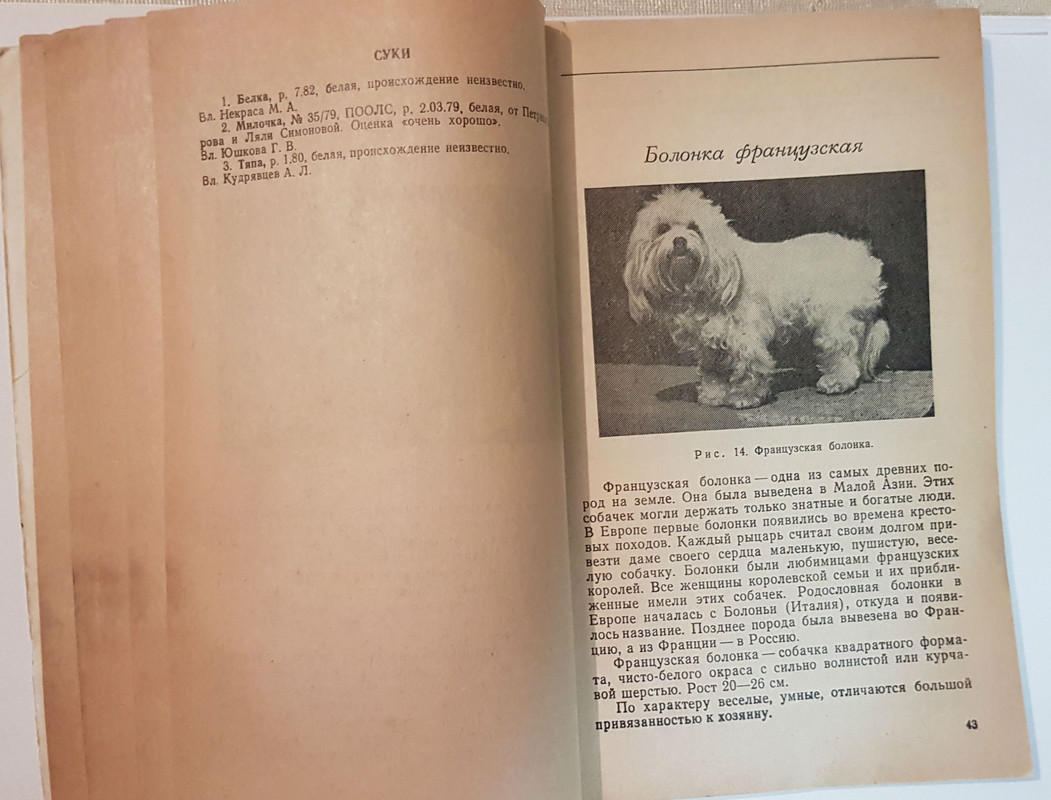 СУКИ
1. Белка, р. 7.82, белая, происхождение неизвестно.
Вл. Некраса М. А.
2. Милочка, № 35/79, ПООЛС, р. 2.03.79, белая, от
рова и Ляли Симоновой. Оценка «очень хорошо».
Вл. Юшкова Г. В.
3. Тяпа, р. 1.80, белая, происхождение неизвестно.
Вл. Кудрявцев А. Л.
Болонка французская
Рис. 14. Французская болонка.
Французская болонка — одна из самых древних по-
род на земле. Она была выведена в Малой Азии. Этих
собачек могли держать только знатные и богатые люди.
В Европе первые болонки появились во времена кресто-
вых походов. Каждый рыцарь считал своим долгом при-
везти даме своего сердца маленькую, пушистую, весе-
лую собачку. Болонки были любимицами французских
королей. Все женщины королевской семьи и их прибли-
женные имели этих собачек. Родословная болонки в
Европе началась с Болоньи (Италия), откуда и появи-
лось название. Позднее порода была вывезена во Фран-
цию, а из Франции — в Россию.
Французская болонка — собачка квадратного форма-
та, чисто-белого окраса с сильно волнистой или курча-
вой шерстью. Рост 20—26 см.
По характеру веселые, умные, отличаются большой
привязанностью к хозянну.
43